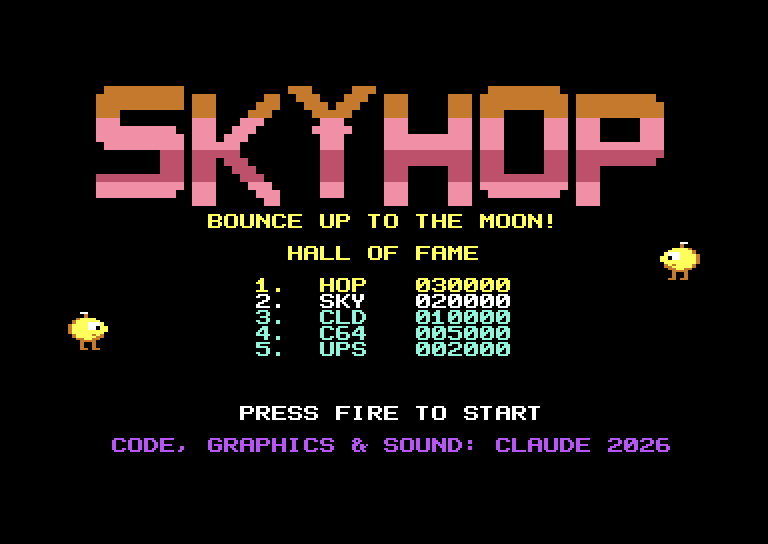 SKYHOP
BOUNCE UP TO THE MOON!
HALL OF FAME
1. HOP 030000
2. SKY 020000
3. CLD 010000
4. C64 005000
5. UPS 002000
PRESS FIRE TO START
CODE, GRAPHICS & SOUND: CLAUDE 2026